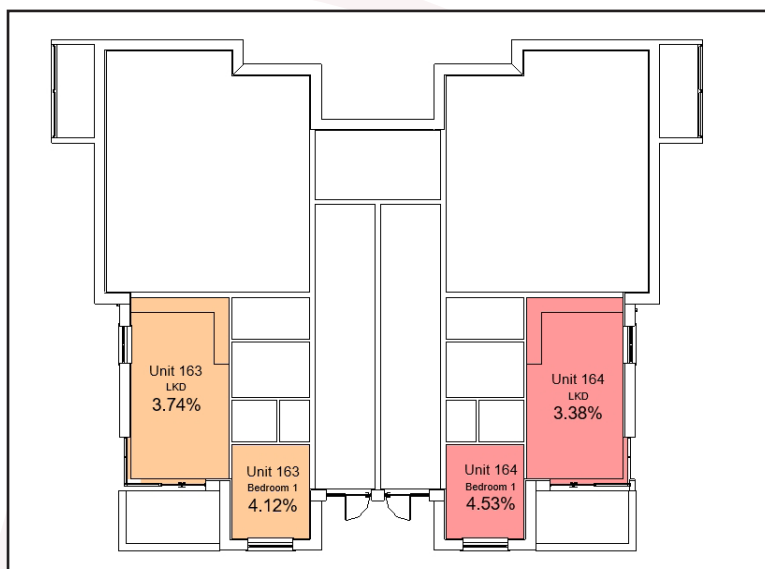 Unit 163
LKD
3.74%
Unit 163
Bedroom 1
4.12%
Unit 164
LKD
3.38%
Unit 164
Bedroom 1
4.53%